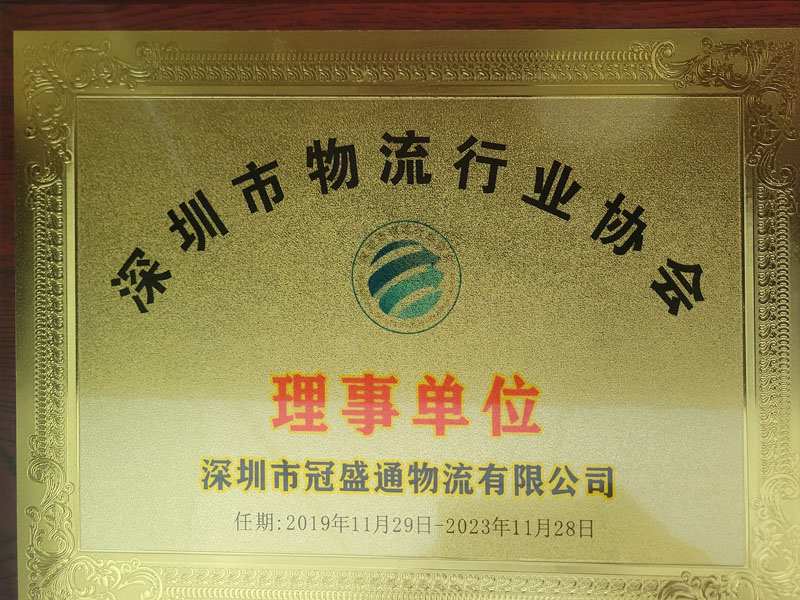 深圳市物流行业协会
理事单位
深圳市冠盛通物流有限公司
任期:2019年11月29日-2023年11月28日